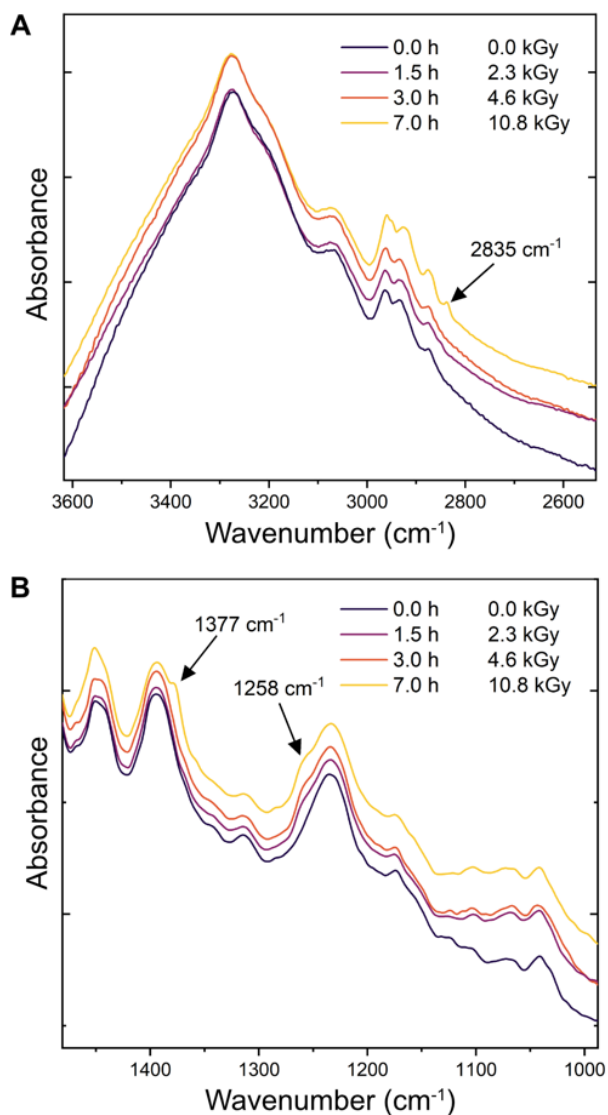 A
0.0 h 0.0 kGy
1.5 h 2.3 kGy
3.0 h 4.6 kGy
7.0 h 10.8 kGy
2835 cm⁻¹
Absorbance
3600 3400 3200 3000 2800 2600
Wavenumber (cm⁻¹)
B
0.0 h 0.0 kGy
1.5 h 2.3 kGy
3.0 h 4.6 kGy
7.0 h 10.8 kGy
1377 cm⁻¹
1258 cm⁻¹
Absorbance
1400 1300 1200 1100 1000
Wavenumber (cm⁻¹)